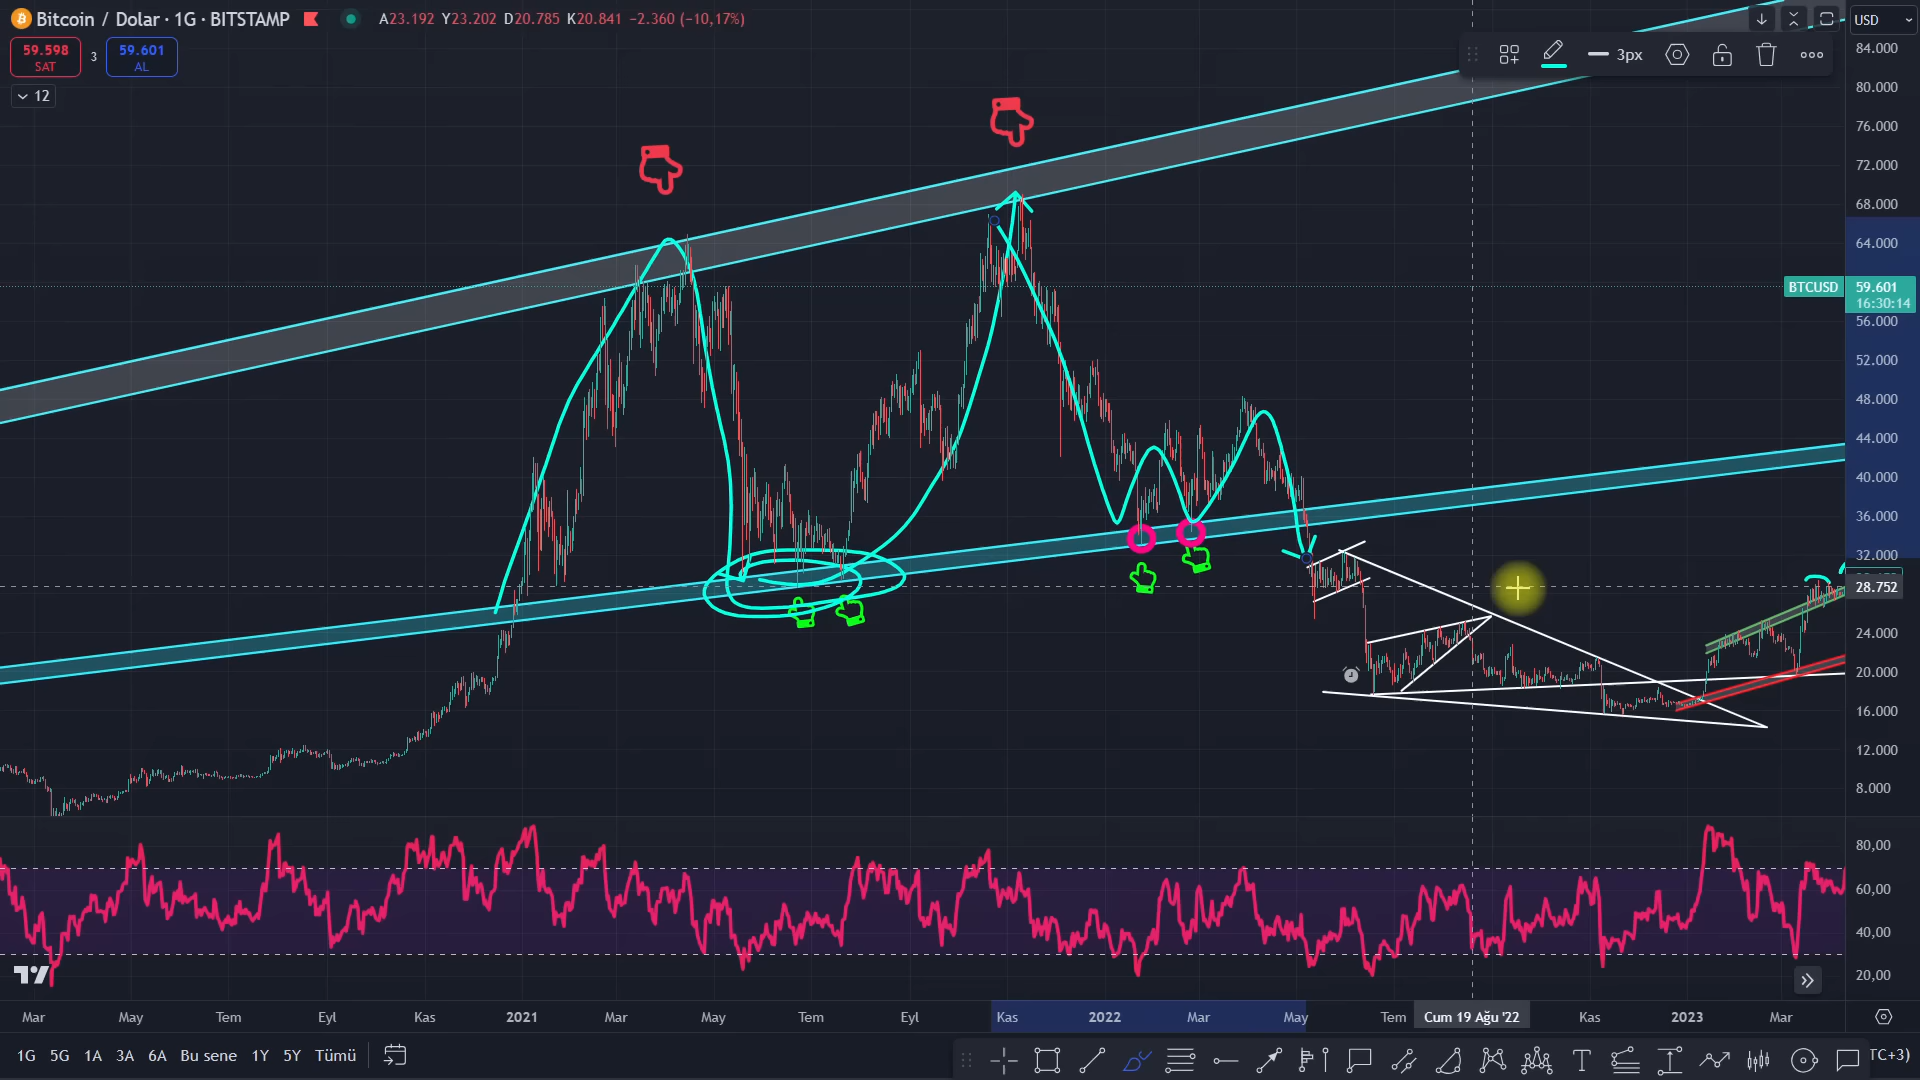 Bitcoin / Dolar · 1G · BITSTAMP
A23.192 Y23.202 D20.785 K20.841 −2.360 (−10,17%)
USD
59.598
SAT
3
59.601
AL
12
3px
84.000
80.000
76.000
72.000
68.000
64.000
BTCUSD
59.601
16:30:14
56.000
52.000
48.000
44.000
40.000
36.000
32.000
28.752
24.000
20.000
16.000
12.000
8.000
80,00
60,00
40,00
20,00
Mar May Tem Eyl Kas 2021 Mar May Tem Eyl Kas 2022 Mar May Tem Cum 19 Ağu '22 Kas 2023 Mar
1G 5G 1A 3A 6A Bu sene 1Y 5Y Tümü
TC+3)